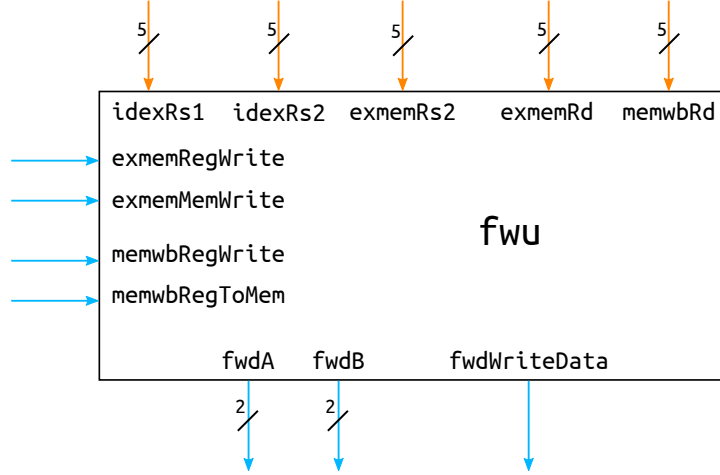 5 5 5 5 5
idexRs1 idexRs2 exmemRs2 exmemRd memwbRd
exmemRegWrite
exmemMemWrite
fwu
memwbRegWrite
memwbRegToMem
fwdA fwdB fwdWriteData
2 2